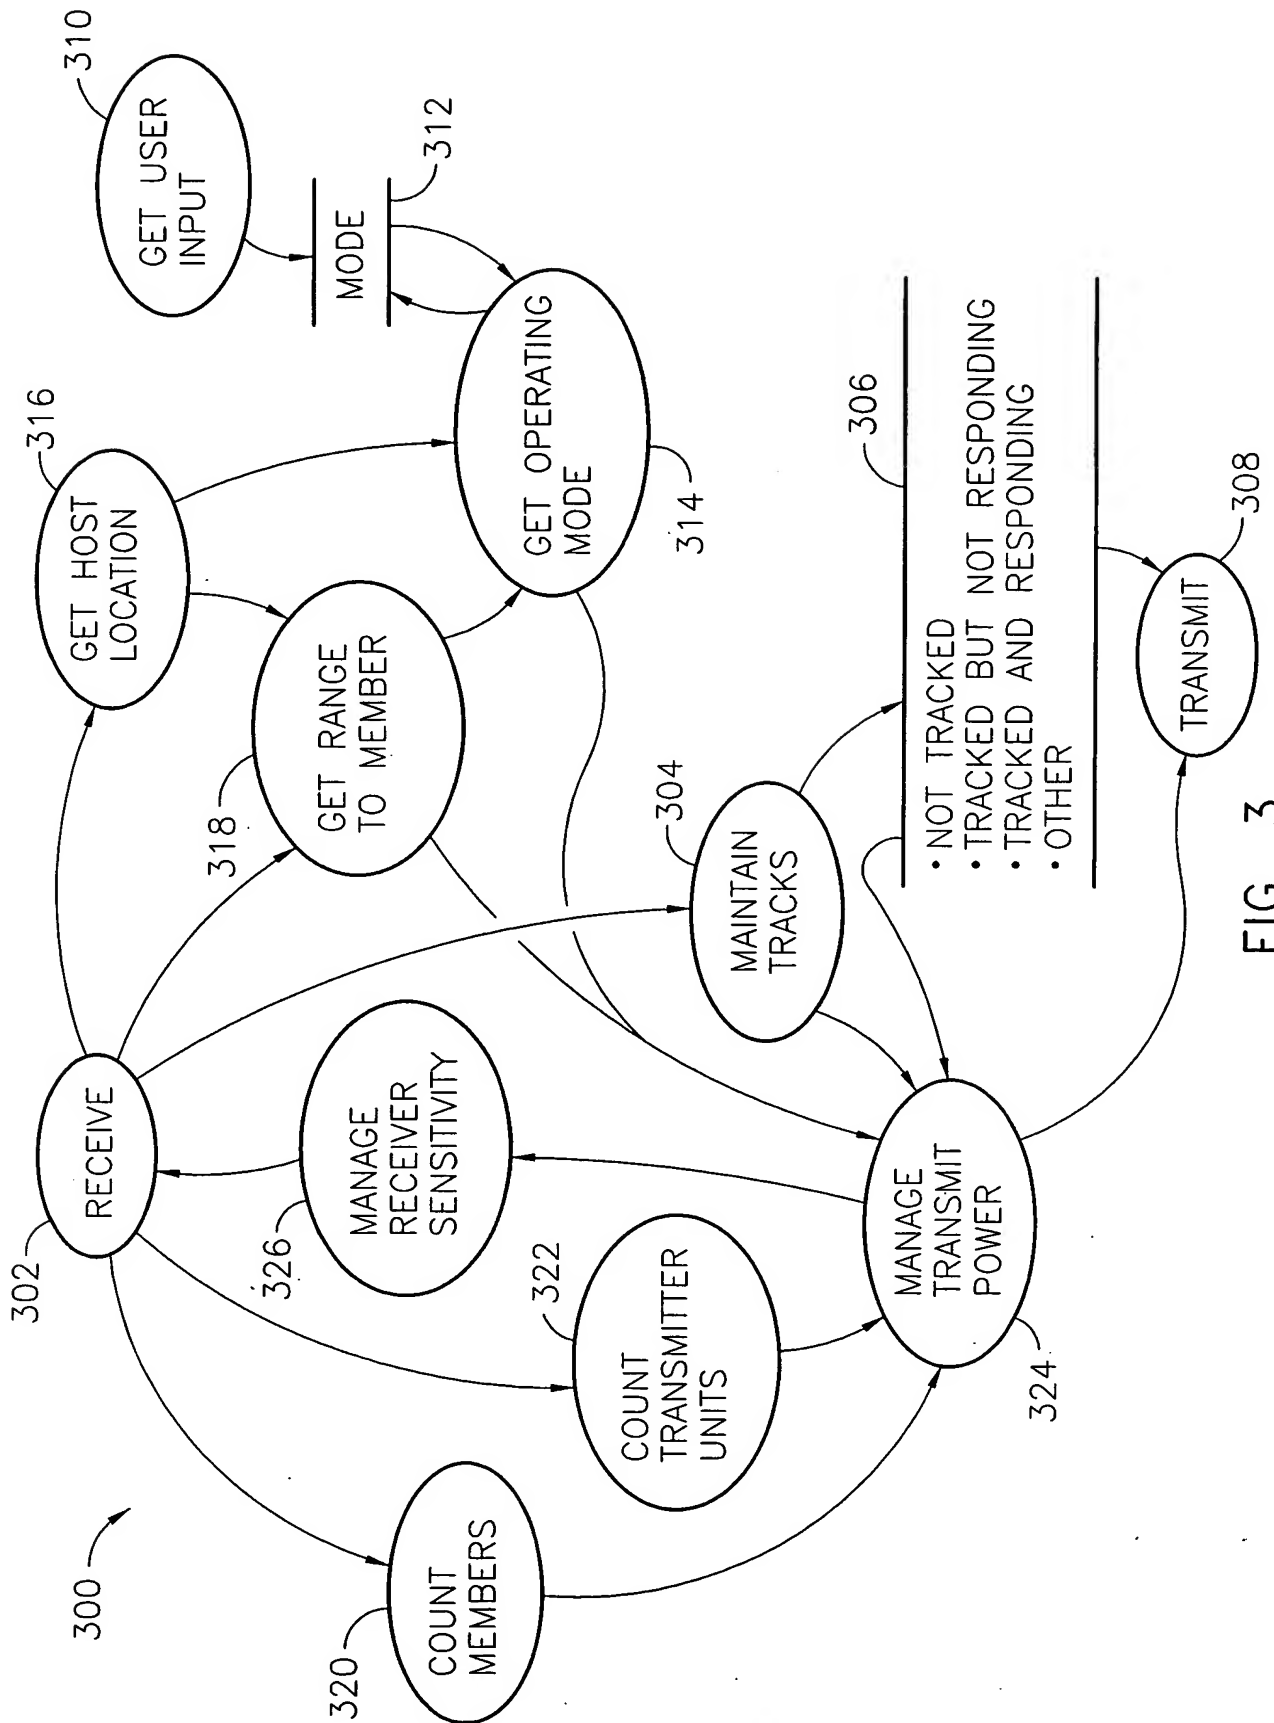 300
302
RECEIVE
316
GET HOST
LOCATION
310
GET USER
INPUT
318
GET RANGE
TO MEMBER
MODE
312
326
MANAGE
RECEIVER
SENSITIVITY
320
COUNT
MEMBERS
322
COUNT
TRANSMITTER
UNITS
GET OPERATING
MODE
314
304
MAINTAIN
TRACKS
306
• NOT TRACKED
• TRACKED BUT NOT RESPONDING
• TRACKED AND RESPONDING
• OTHER
MANAGE
TRANSMIT
POWER
324
TRANSMIT
308
FIG. 3